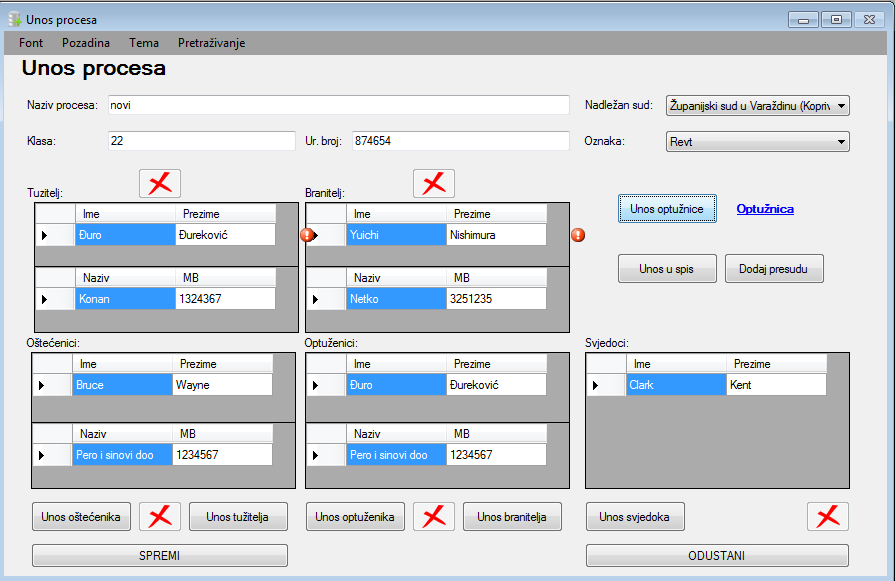 Unos procesa
Font Pozadina Tema Pretraživanje
Unos procesa
Naziv procesa: novi Nadležan sud: Županijski sud u Varaždinu (Kopriv
Klasa: 22 Ur. broj: 874654 Oznaka: Revt
Tuzitelj: Branitelj:
Ime Prezime Ime Prezime Unos optužnice Optužnica
Đuro Đureković Yuichi Nishimura
Naziv MB Naziv MB Unos u spis Dodaj presudu
Konan 1324367 Netko 3251235
Oštećenici: Optuženici: Svjedoci:
Ime Prezime Ime Prezime Ime Prezime
Bruce Wayne Đuro Đureković Clark Kent
Naziv MB Naziv MB
Pero i sinovi doo 1234567 Pero i sinovi doo 1234567
Unos oštećenika Unos tužitelja Unos optuženika Unos branitelja Unos svjedoka
SPREMI ODUSTANI